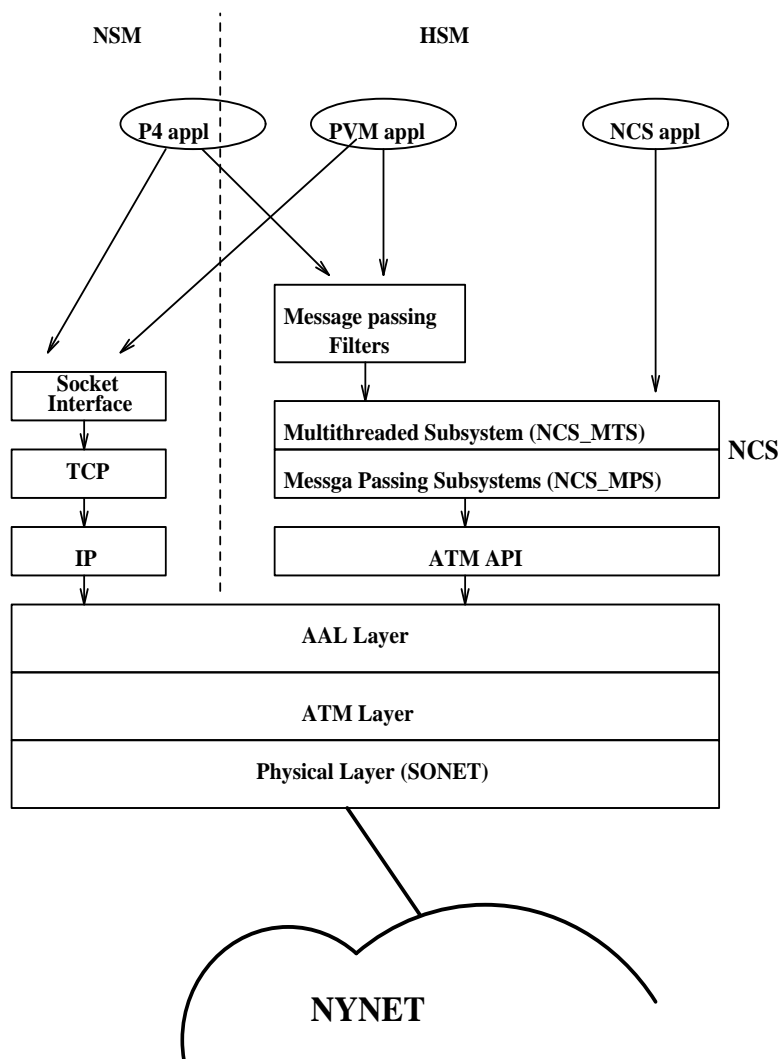 NSM
HSM
P4 appl
PVM appl
NCS appl
Message passing
Filters
Socket
Interface
Multithreaded Subsystem (NCS_MTS)
NCS
TCP
Messga Passing Subsystems (NCS_MPS)
IP
ATM API
AAL Layer
ATM Layer
Physical Layer (SONET)
NYNET